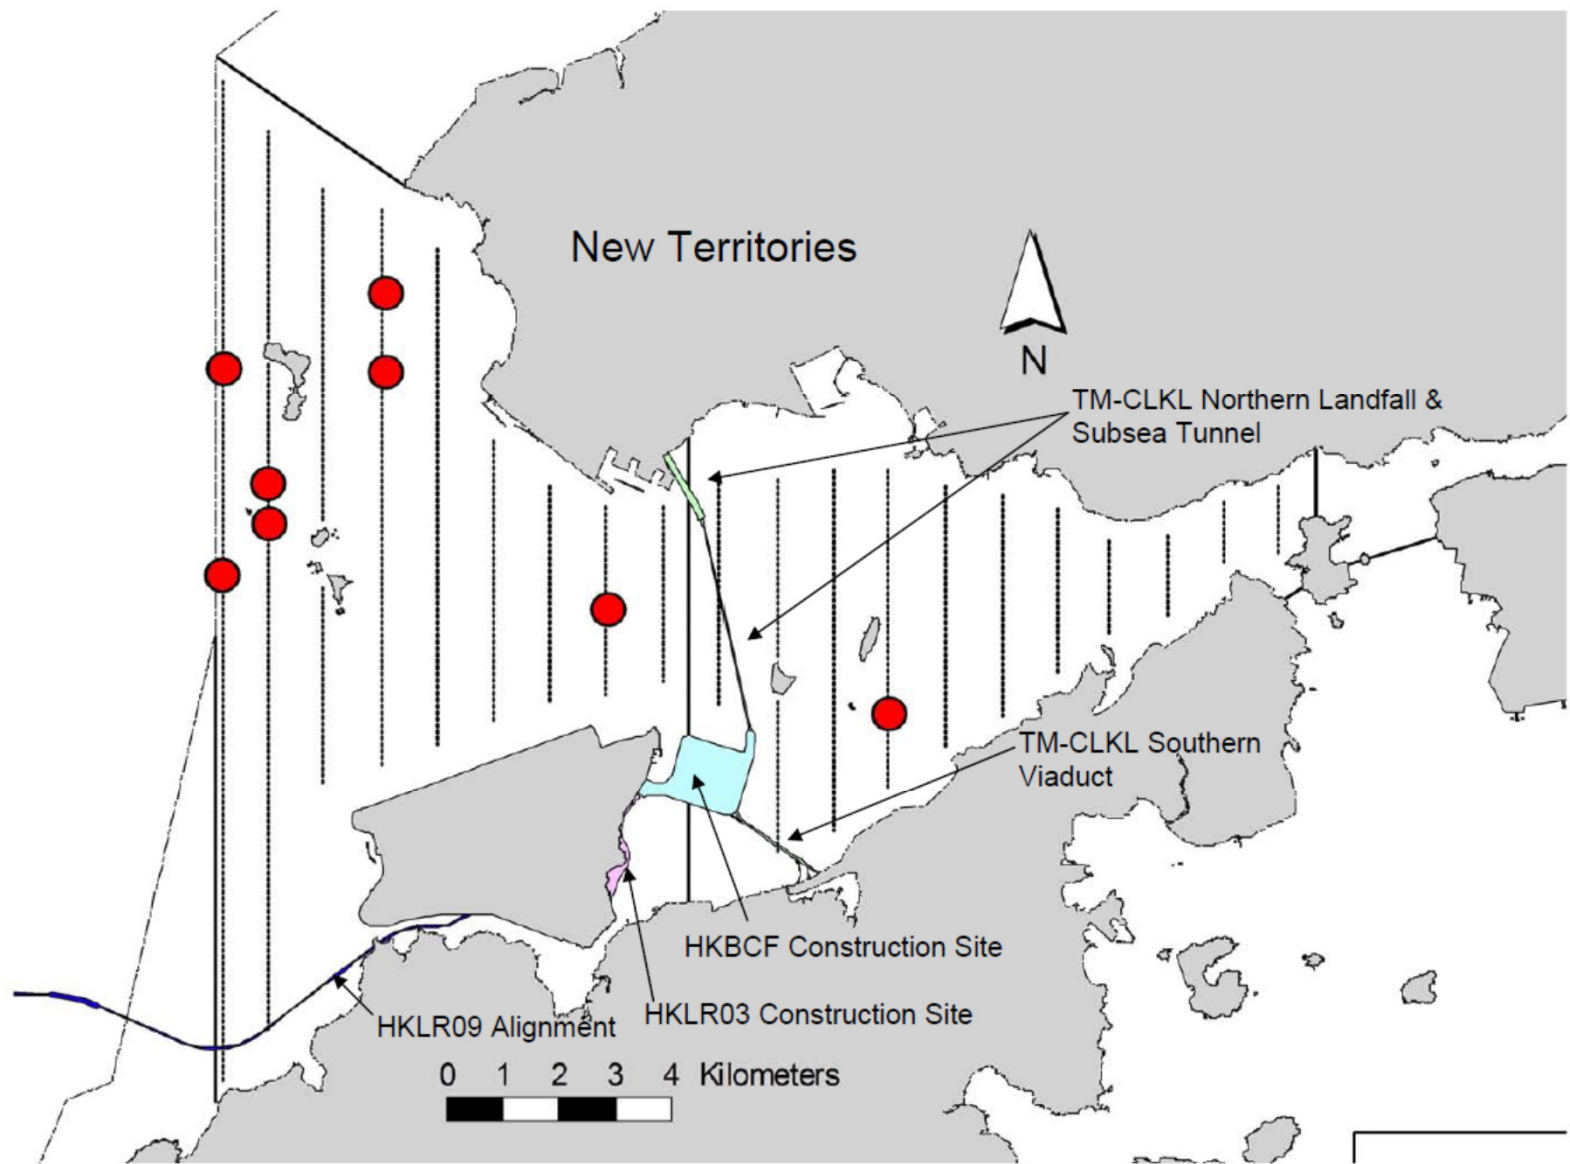 New Territories
N
TM-CLKL Northern Landfall &
Subsea Tunnel
TM-CLKL Southern
Viaduct
HKBCF Construction Site
HKLR03 Construction Site
HKLR09 Alignment
0 1 2 3 4 Kilometers